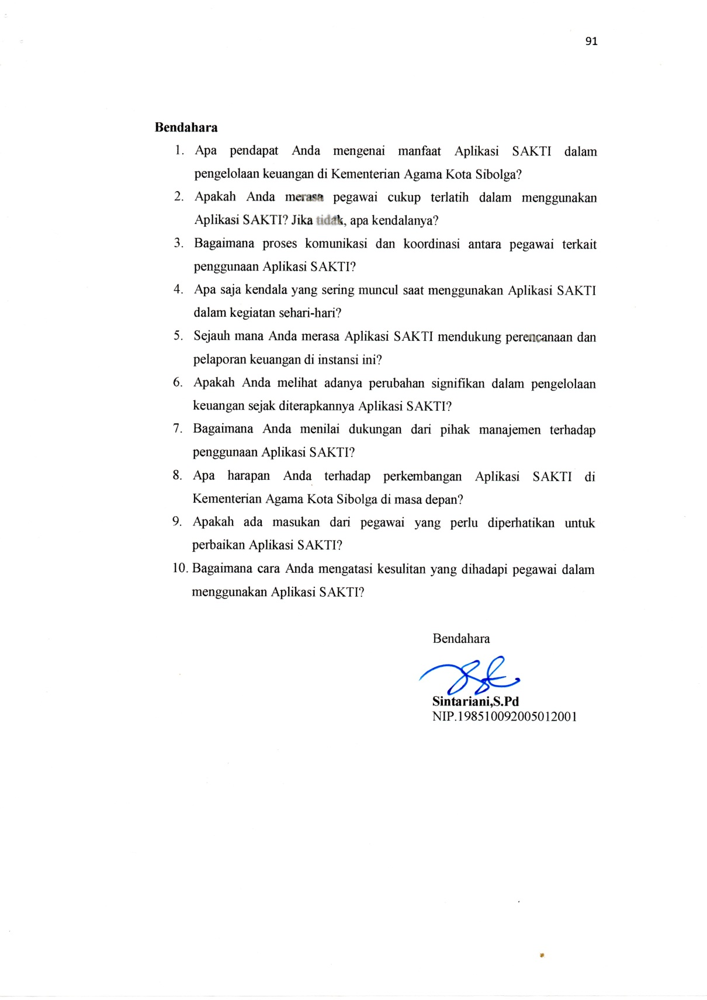 91
Bendahara
1. Apa pendapat Anda mengenai manfaat Aplikasi SAKTI dalam
pengelolaan keuangan di Kementerian Agama Kota Sibolga?
2. Apakah Anda merasa pegawai cukup terlatih dalam menggunakan
Aplikasi SAKTI? Jika tidak, apa kendalanya?
3. Bagaimana proses komunikasi dan koordinasi antara pegawai terkait
penggunaan Aplikasi SAKTI?
4. Apa saja kendala yang sering muncul saat menggunakan Aplikasi SAKTI
dalam kegiatan sehari-hari?
5. Sejauh mana Anda merasa Aplikasi SAKTI mendukung perencanaan dan
pelaporan keuangan di instansi ini?
6. Apakah Anda melihat adanya perubahan signifikan dalam pengelolaan
keuangan sejak diterapkannya Aplikasi SAKTI?
7. Bagaimana Anda menilai dukungan dari pihak manajemen terhadap
penggunaan Aplikasi SAKTI?
8. Apa harapan Anda terhadap perkembangan Aplikasi SAKTI di
Kementerian Agama Kota Sibolga di masa depan?
9. Apakah ada masukan dari pegawai yang perlu diperhatikan untuk
perbaikan Aplikasi SAKTI?
10. Bagaimana cara Anda mengatasi kesulitan yang dihadapi pegawai dalam
menggunakan Aplikasi SAKTI?
Bendahara
Sintariani,S.Pd
NIP.198510092005012001